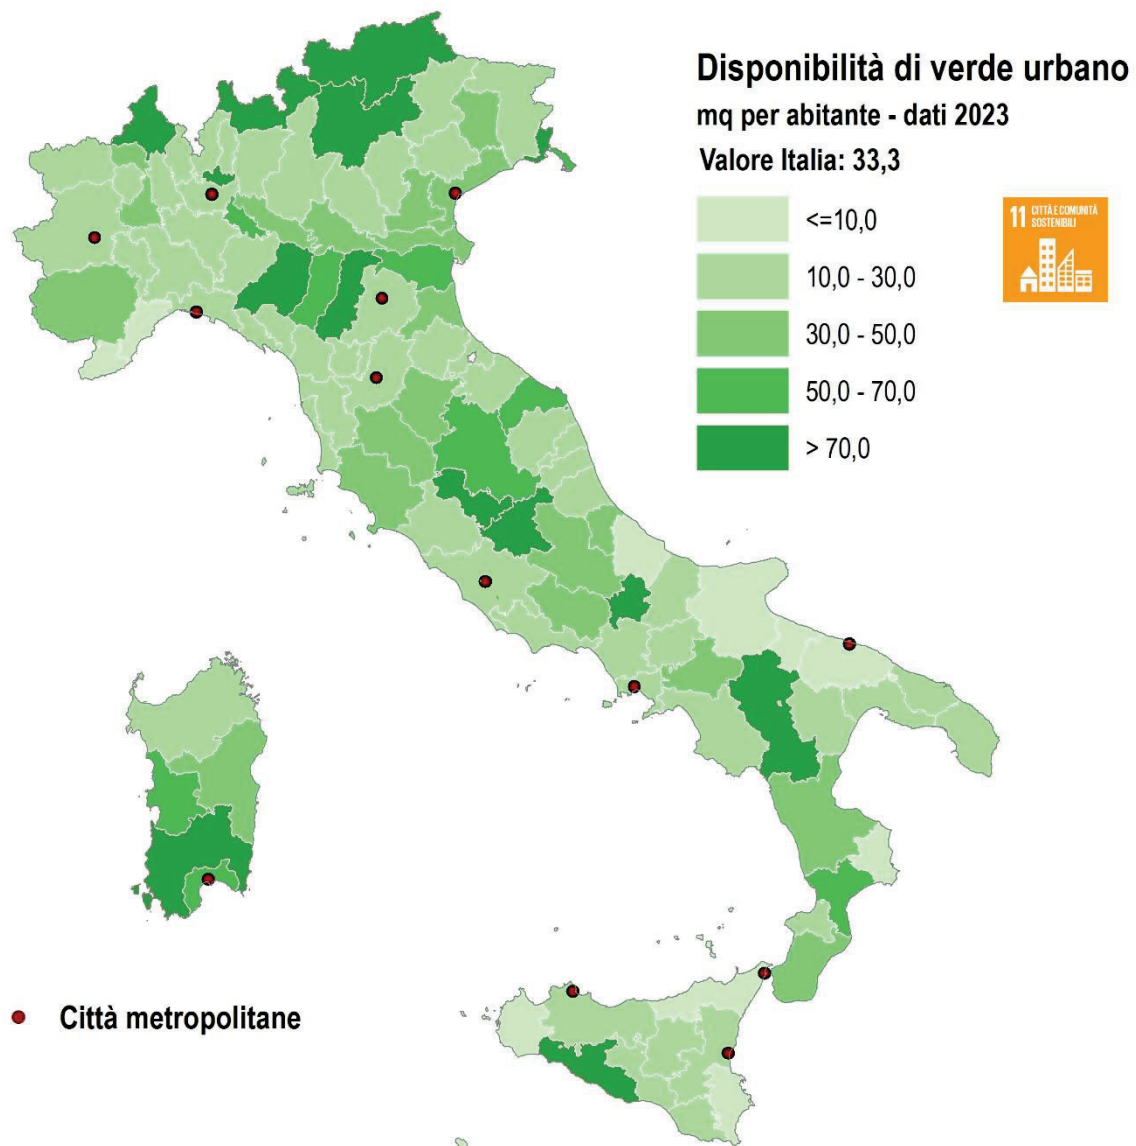 Disponibilità di verde urbano
mq per abitante - dati 2023
Valore Italia: 33,3
<=10,0
10,0 - 30,0
30,0 - 50,0
50,0 - 70,0
> 70,0
11 CITTÀ E COMUNITÀ
SOSTENIBILI
Città metropolitane